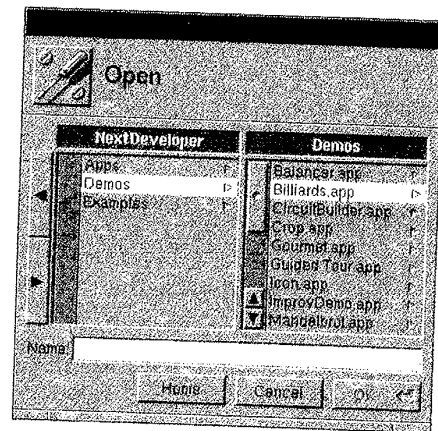 Open
NextDeveloper
Apps
Demos
Examples
Demos
Balancer.app
Billiards.app
CircuitBuilder.app
Crop.app
Gourmet.app
Guided Tour.app
Icon.app
ImprovDemo.app
Mandelbrot.app
Name:
Home Cancel OK